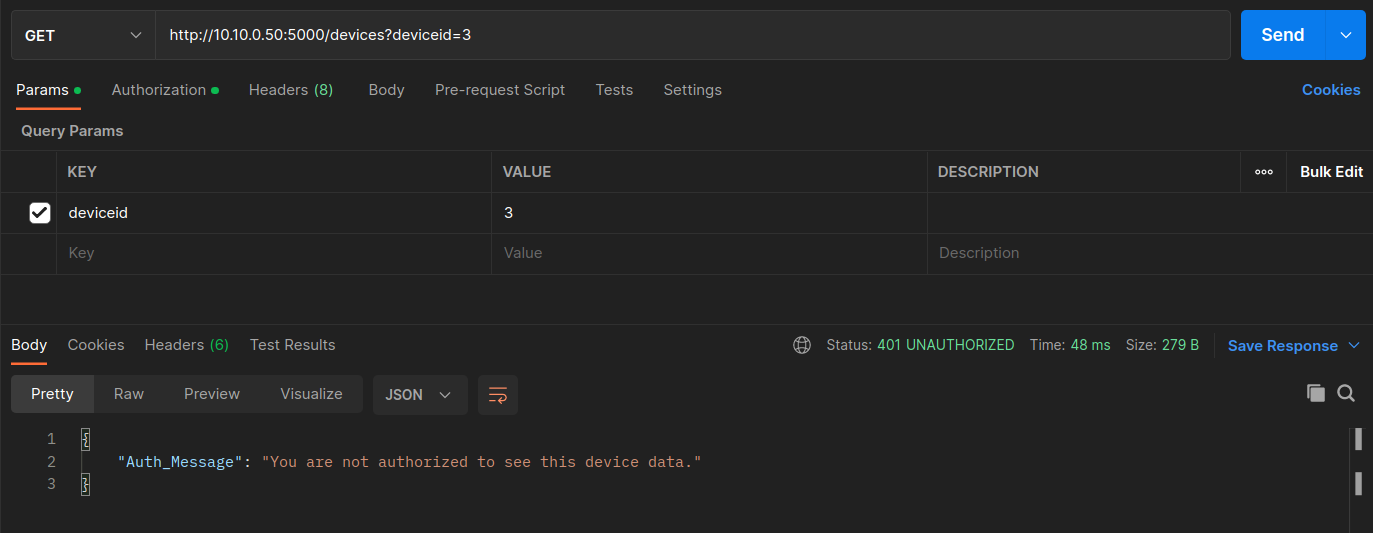 GET http://10.10.0.50:5000/devices?deviceid=3 Send
Params Authorization Headers (8) Body Pre-request Script Tests Settings Cookies
Query Params
KEY VALUE DESCRIPTION Bulk Edit
deviceid 3
Key Value Description
Body Cookies Headers (6) Test Results Status: 401 UNAUTHORIZED Time: 48 ms Size: 279 B Save Response
Pretty Raw Preview Visualize JSON
1 {
2 "Auth_Message": "You are not authorized to see this device data."
3 }